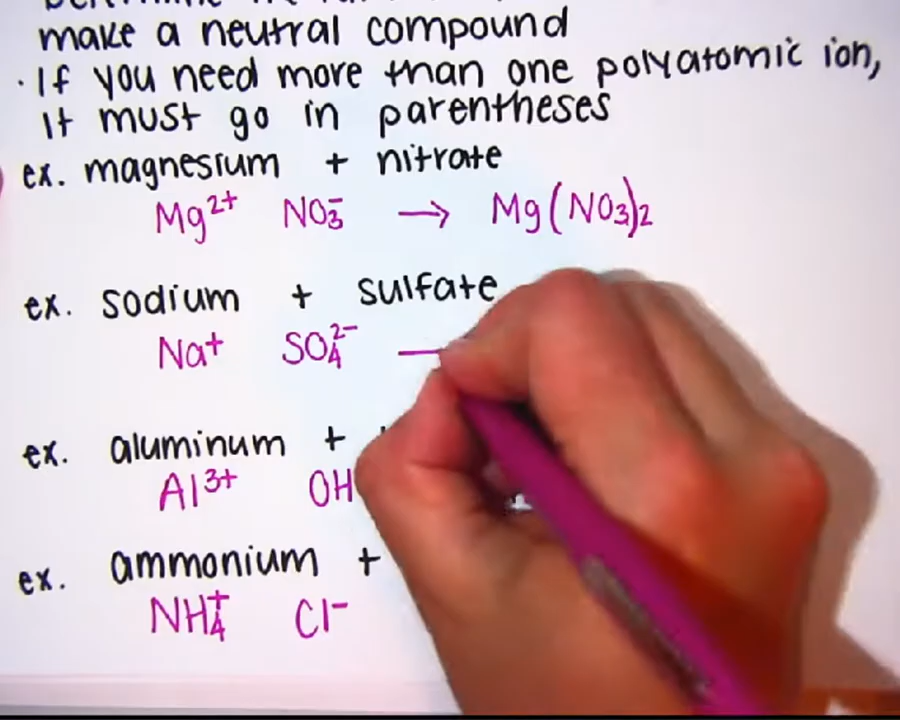 make a neutral compound
· If you need more than one polyatomic ion,
it must go in parentheses
ex. magnesium + nitrate
Mg²⁺ NO₃⁻ → Mg(NO₃)₂
ex. sodium + sulfate
Na⁺ SO₄²⁻ —
ex. aluminum +
Al³⁺ OH
ex. ammonium +
NH₄⁺ Cl⁻